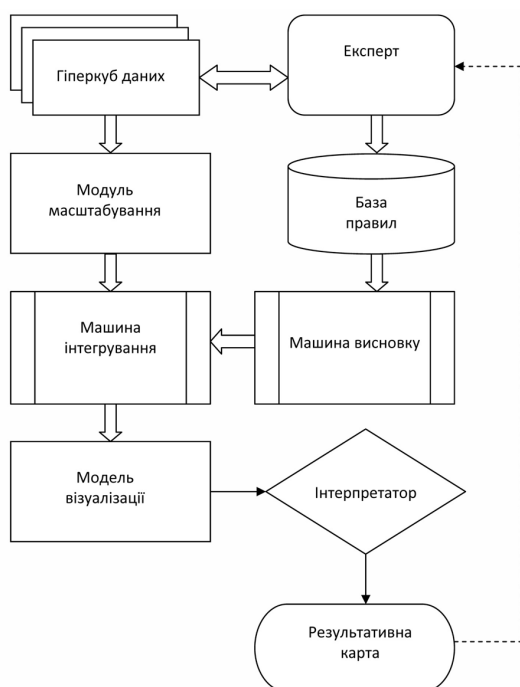 Гіперкуб даних
Експерт
Модуль
масштабування
База
правил
Машина
інтегрування
Машина висновку
Модель
візуалізації
Інтерпретатор
Результативна
карта